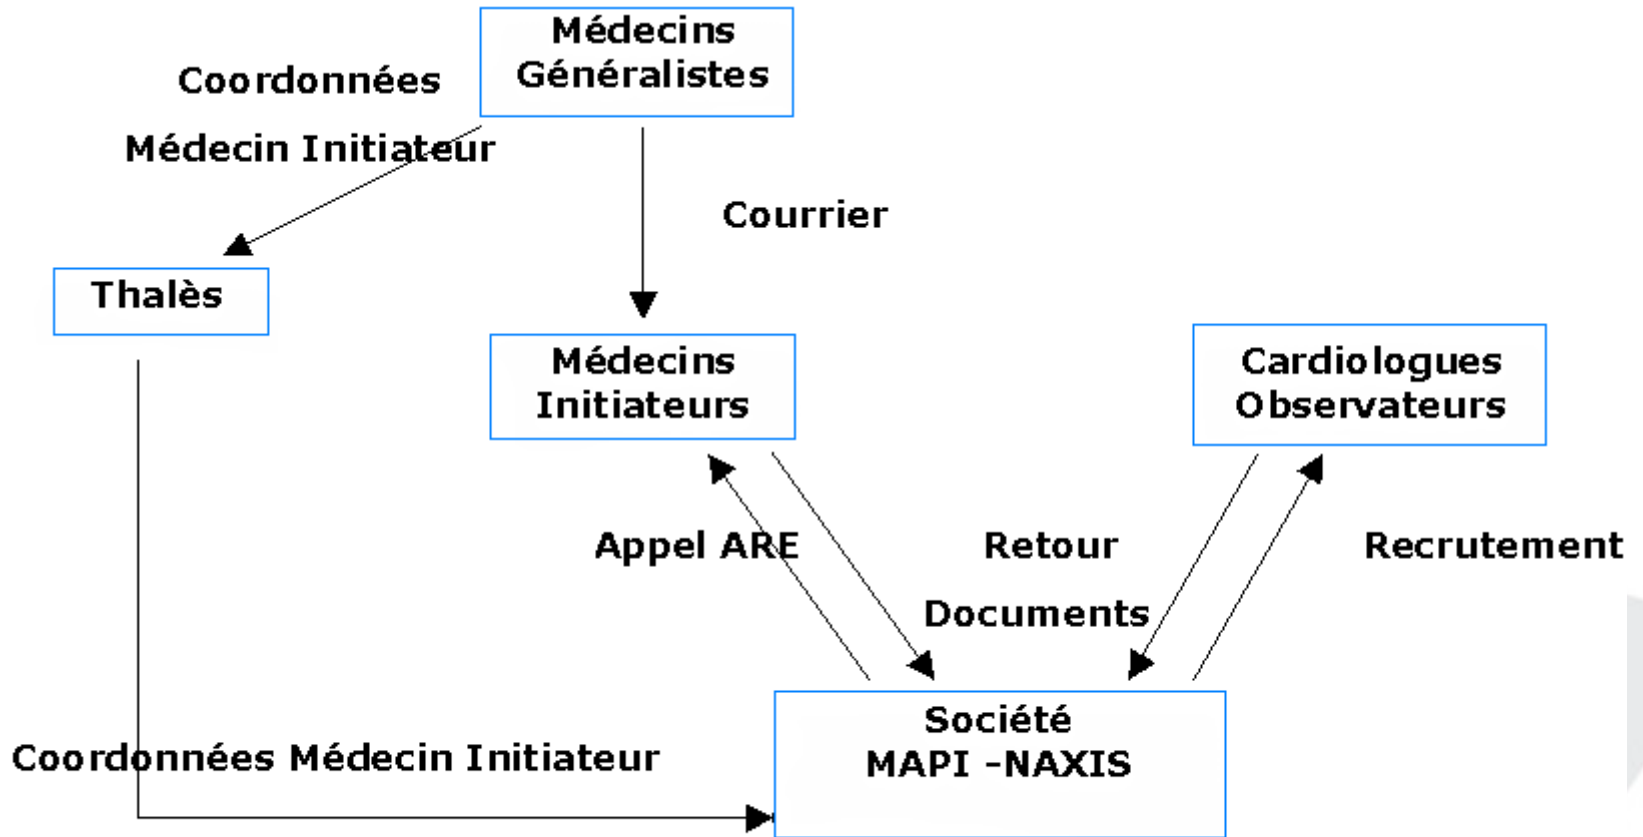 Médecins
Généralistes
Coordonnées
Médecin Initiateur
Courrier
Thalès
Médecins
Initiateurs
Cardiologues
Observateurs
Appel ARE
Retour
Documents
Recrutement
Société
MAPI -NAXIS
Coordonnées Médecin Initiateur